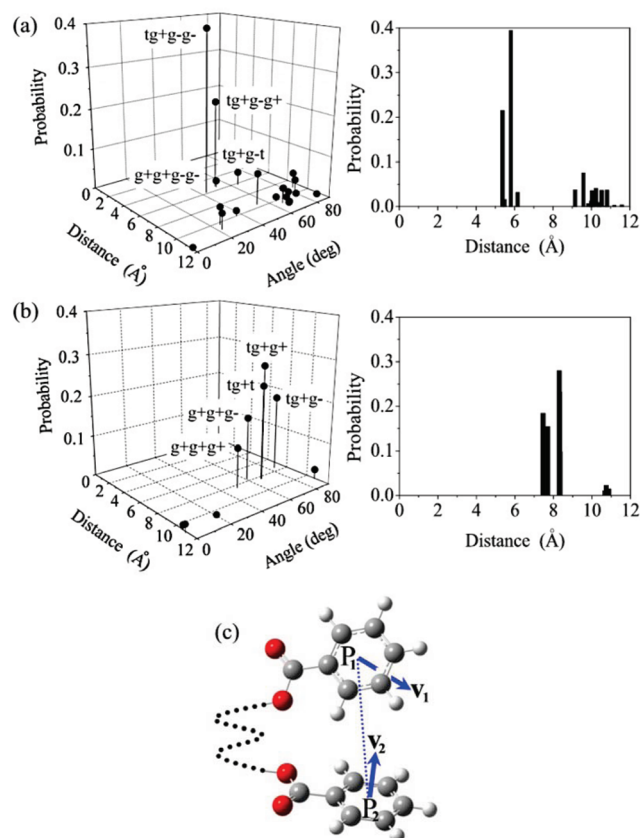 (a)
0.4
0.3
0.2
0.1
0
Probability
tg+g-g-
tg+g-g+
tg+g-t
g+g+g-g-
0 2 4 6 8 10 12
Distance (Å)
0 20 40 60 80
Angle (deg)
0.4
0.3
0.2
0.1
0.0
Probability
0 2 4 6 8 10 12
Distance (Å)
(b)
0.4
0.3
0.2
0.1
0
Probability
tg+g+
tg+t
tg+g-
g+g+g-
g+g+g+
2 4 6 8 10 12
Distance (Å)
0 20 40 60 80
Angle (deg)
0.4
0.3
0.2
0.1
0.0
Probability
0 2 4 6 8 10 12
Distance (Å)
(c)
P1
v1
v2
P2